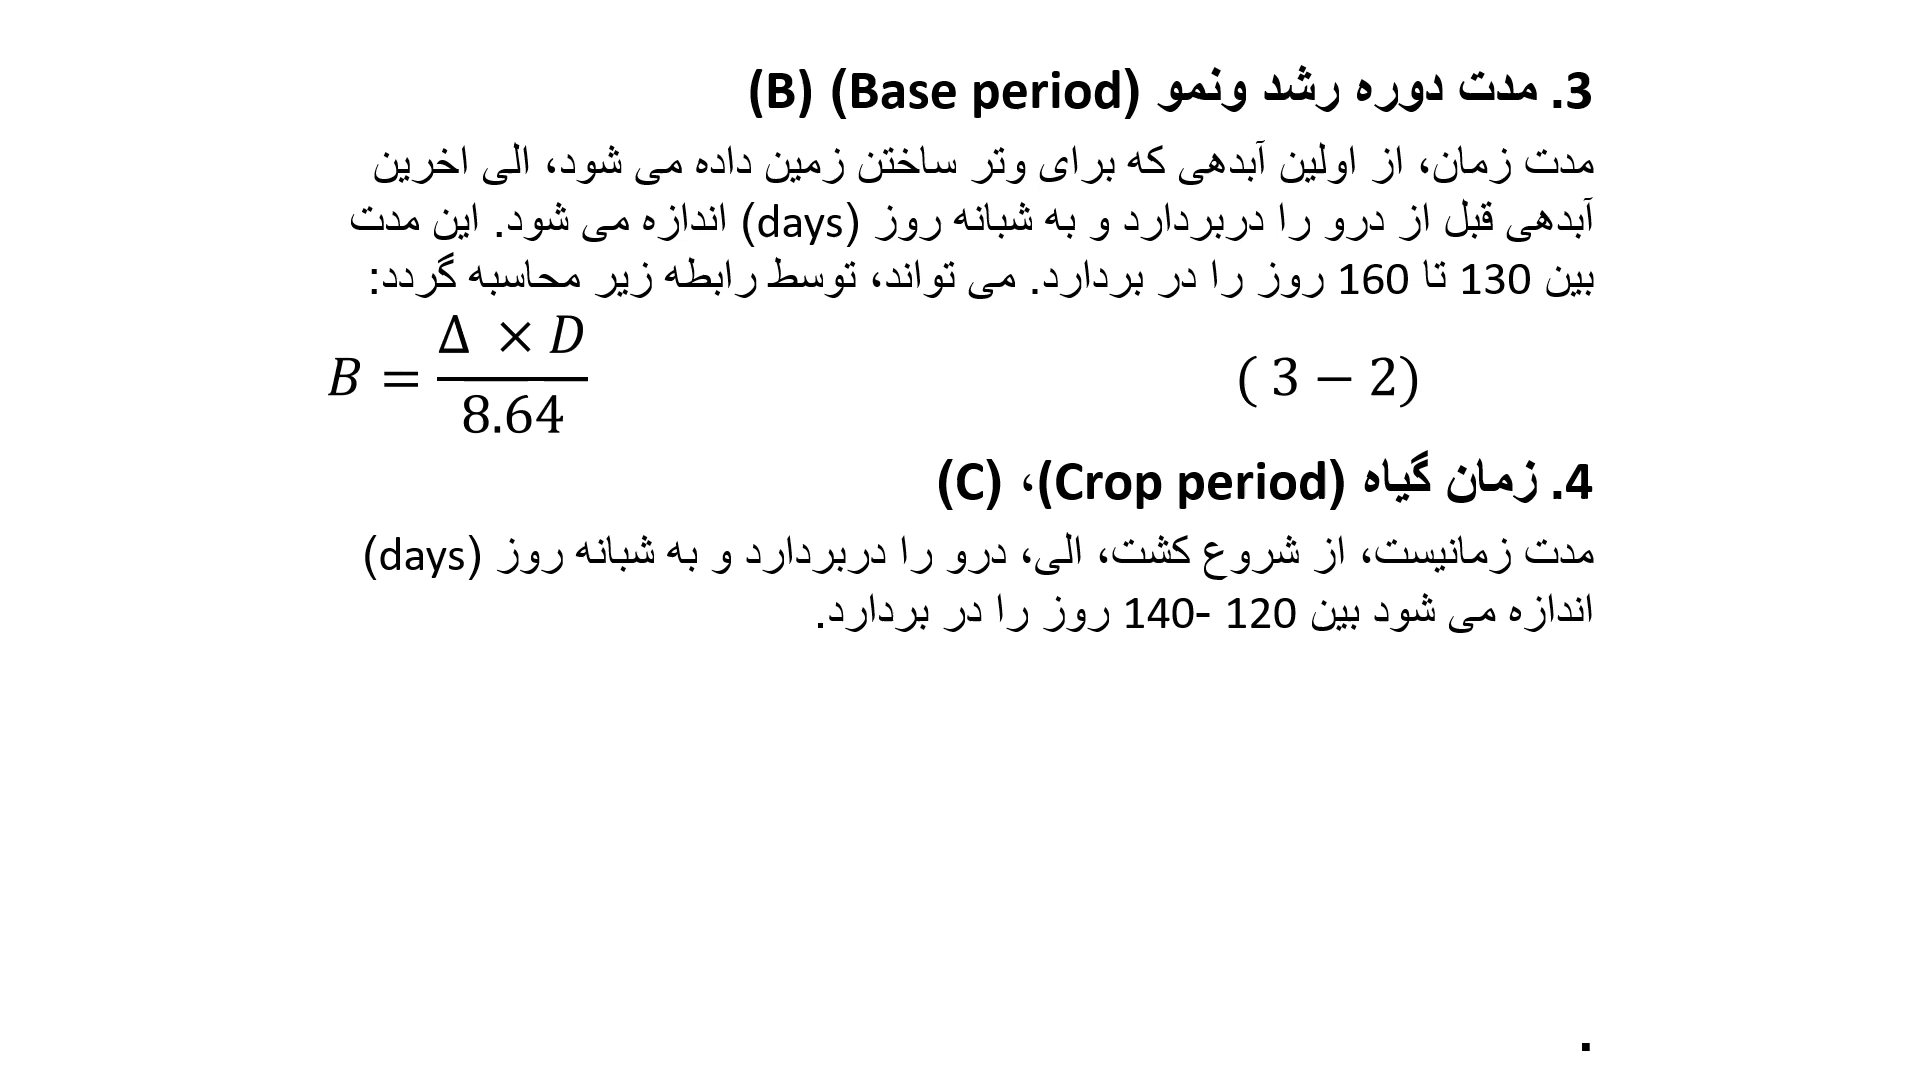 3. مدت دوره رشد ونمو (Base period) (B)
مدت زمان، از اولین آبدهی که برای وتر ساختن زمین داده می شود، الی اخرین
آبدهی قبل از درو را دربردارد و به شبانه روز (days) اندازه می شود. این مدت
بین 130 تا 160 روز را در بردارد. می تواند، توسط رابطه زیر محاسبه گردد:
B = (Δ × D) / 8.64 ( 3 − 2)
4. زمان گیاه (Crop period)، (C)
مدت زمانیست، از شروع کشت، الی، درو را دربردارد و به شبانه روز (days)
اندازه می شود بین 120 -140 روز را در بردارد.
.